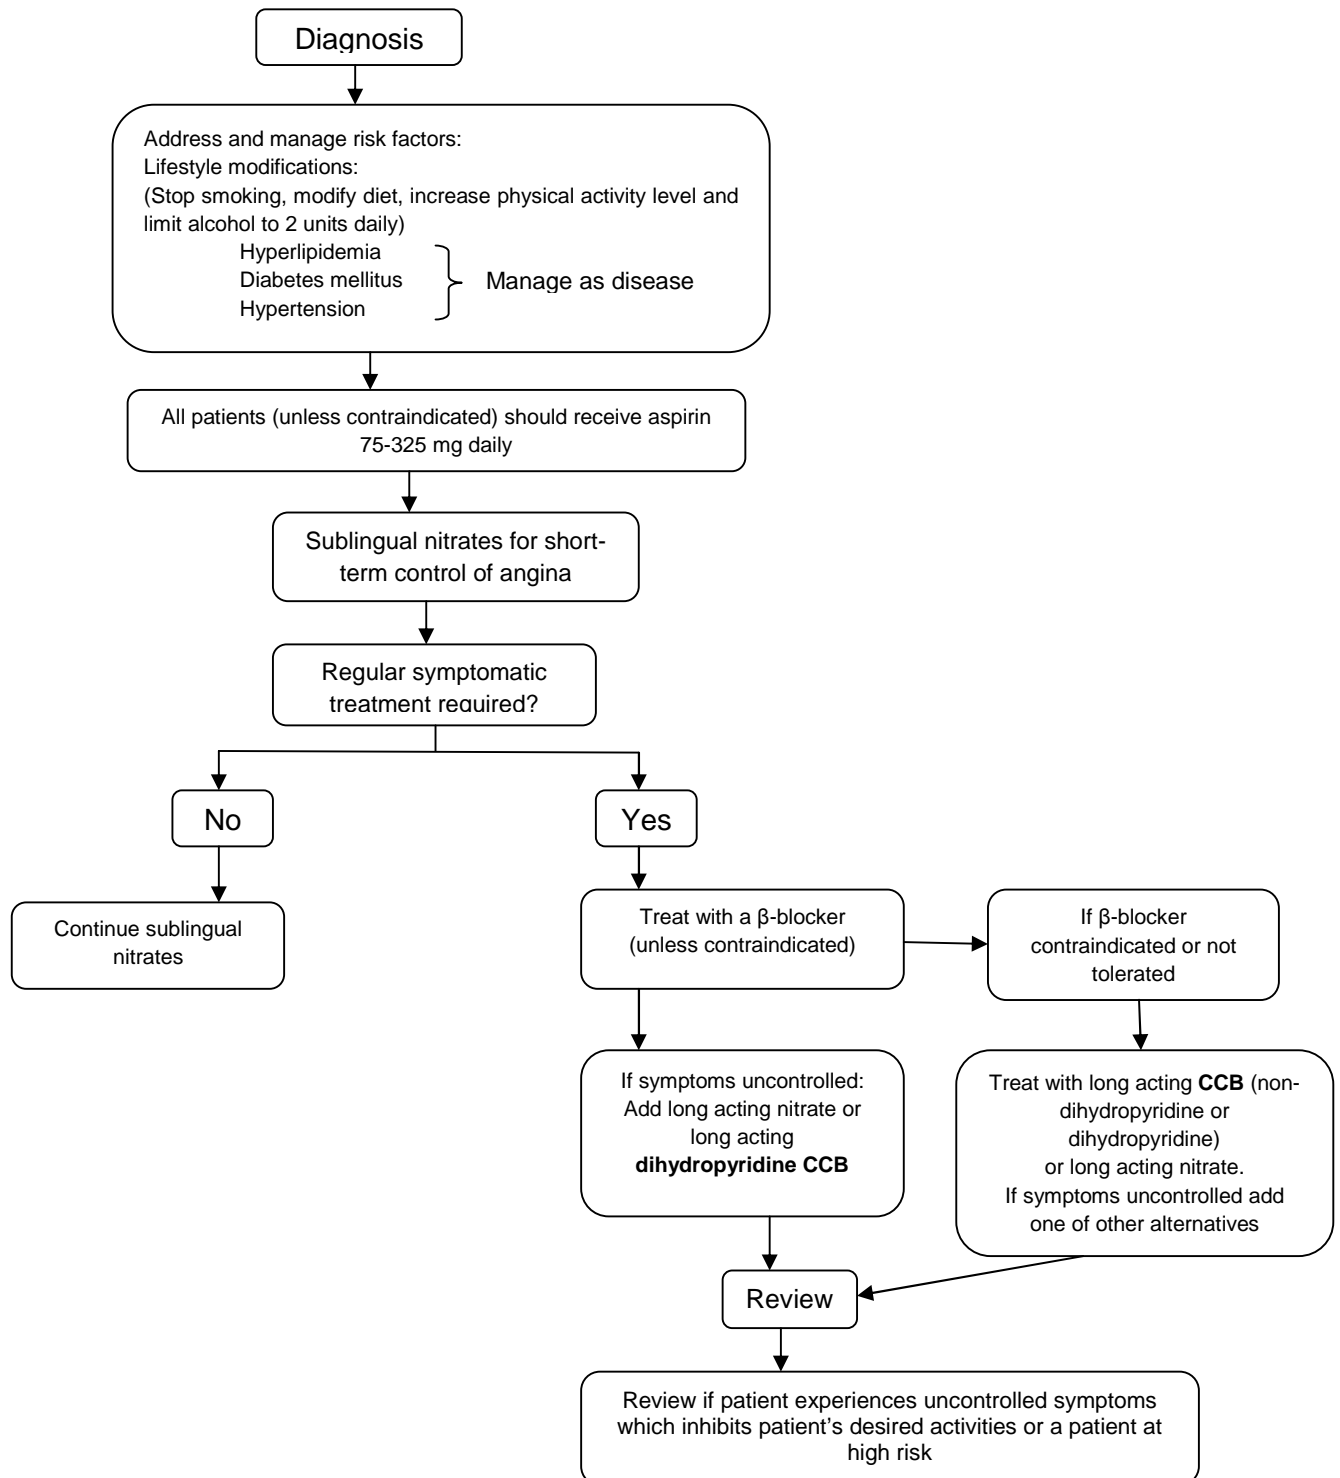 Diagnosis
Address and manage risk factors:
Lifestyle modifications:
(Stop smoking, modify diet, increase physical activity level and
limit alcohol to 2 units daily)
Hyperlipidemia
Diabetes mellitus
Hypertension
Manage as disease
All patients (unless contraindicated) should receive aspirin
75-325 mg daily
Sublingual nitrates for short-
term control of angina
Regular symptomatic
treatment required?
No
Yes
Continue sublingual
nitrates
Treat with a β-blocker
(unless contraindicated)
If β-blocker
contraindicated or not
tolerated
If symptoms uncontrolled:
Add long acting nitrate or
long acting
dihydropyridine CCB
Treat with long acting CCB (non-
dihydropyridine or
dihydropyridine)
or long acting nitrate.
If symptoms uncontrolled add
one of other alternatives
Review
Review if patient experiences uncontrolled symptoms
which inhibits patient's desired activities or a patient at
high risk